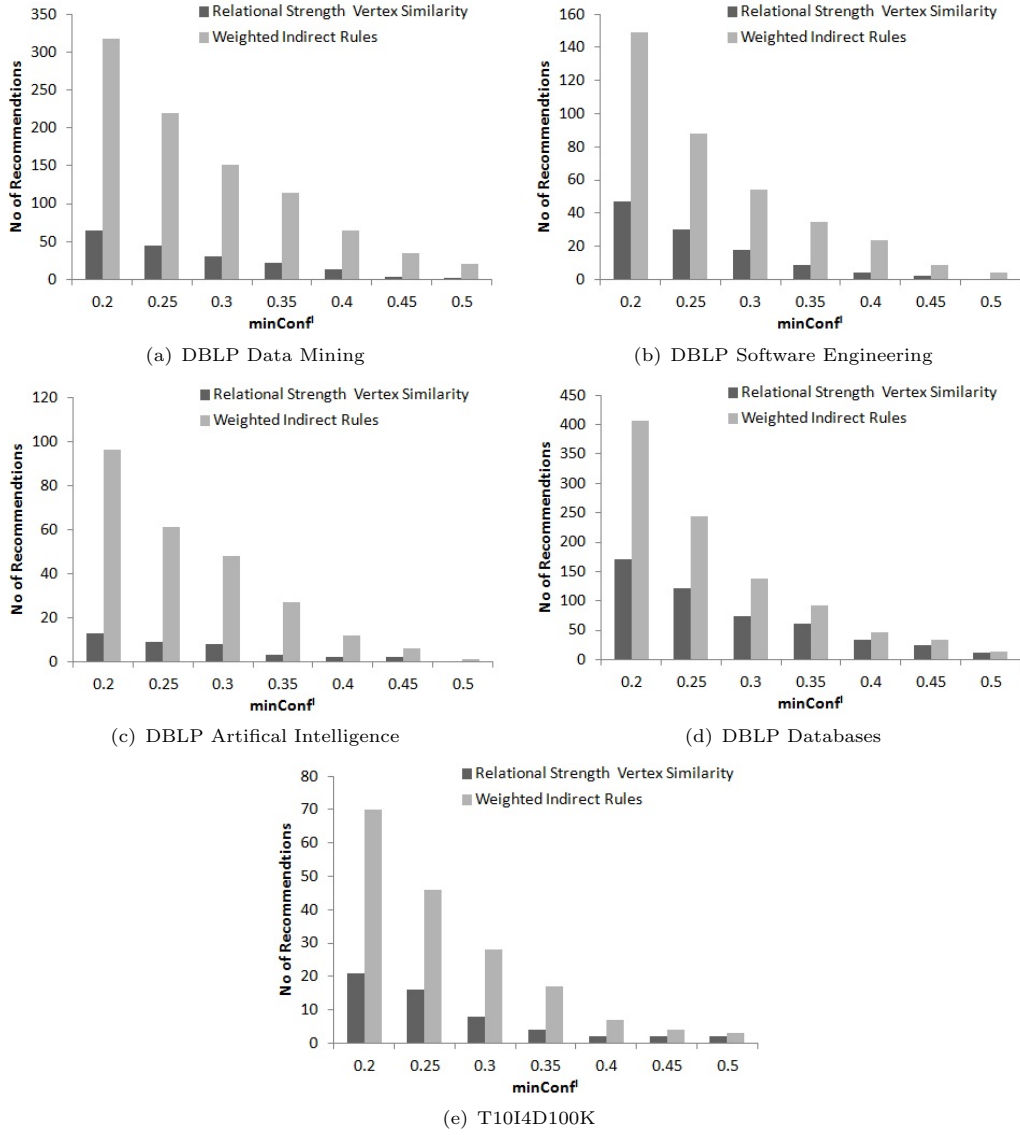 Relational Strength Vertex Similarity
Weighted Indirect Rules
No of Recommendtions
350
300
250
200
150
100
50
0
0.2 0.25 0.3 0.35 0.4 0.45 0.5
minConfᴵ
(a) DBLP Data Mining
Relational Strength Vertex Similarity
Weighted Indirect Rules
No of Recommendtions
160
140
120
100
80
60
40
20
0
0.2 0.25 0.3 0.35 0.4 0.45 0.5
minConfᴵ
(b) DBLP Software Engineering
Relational Strength Vertex Similarity
Weighted Indirect Rules
No of Recommendtions
120
100
80
60
40
20
0
0.2 0.25 0.3 0.35 0.4 0.45 0.5
minConfᴵ
(c) DBLP Artifical Intelligence
Relational Strength Vertex Similarity
Weighted Indirect Rules
No of Recommendtions
450
400
350
300
250
200
150
100
50
0
0.2 0.25 0.3 0.35 0.4 0.45 0.5
minConfᴵ
(d) DBLP Databases
Relational Strength Vertex Similarity
Weighted Indirect Rules
No of Recommendtions
80
70
60
50
40
30
20
10
0
0.2 0.25 0.3 0.35 0.4 0.45 0.5
minConfᴵ
(e) T10I4D100K